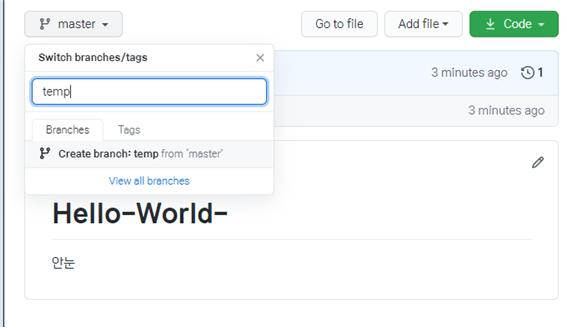 master
Go to file
Add file
Code
Switch branches/tags
temp
3 minutes ago
1
3 minutes ago
Branches
Tags
Create branch: temp from 'master'
View all branches
Hello-World-
안눈